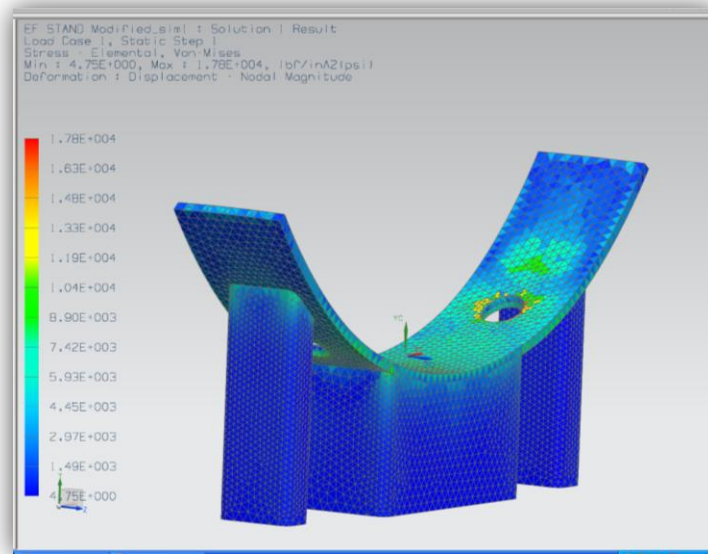 EF STAND Modified_sim1 : Solution 1 Result
Load Case 1, Static Step 1
Stress - Elemental, Von-Mises
Min : 4.75E+000, Max : 1.78E+004, lbf/in^2(psi)
Deformation : Displacement - Nodal Magnitude
1.78E+004
1.63E+004
1.48E+004
1.33E+004
1.19E+004
1.04E+004
8.90E+003
7.42E+003
5.93E+003
4.45E+003
2.97E+003
1.49E+003
4.75E+000
YC
Y
Z